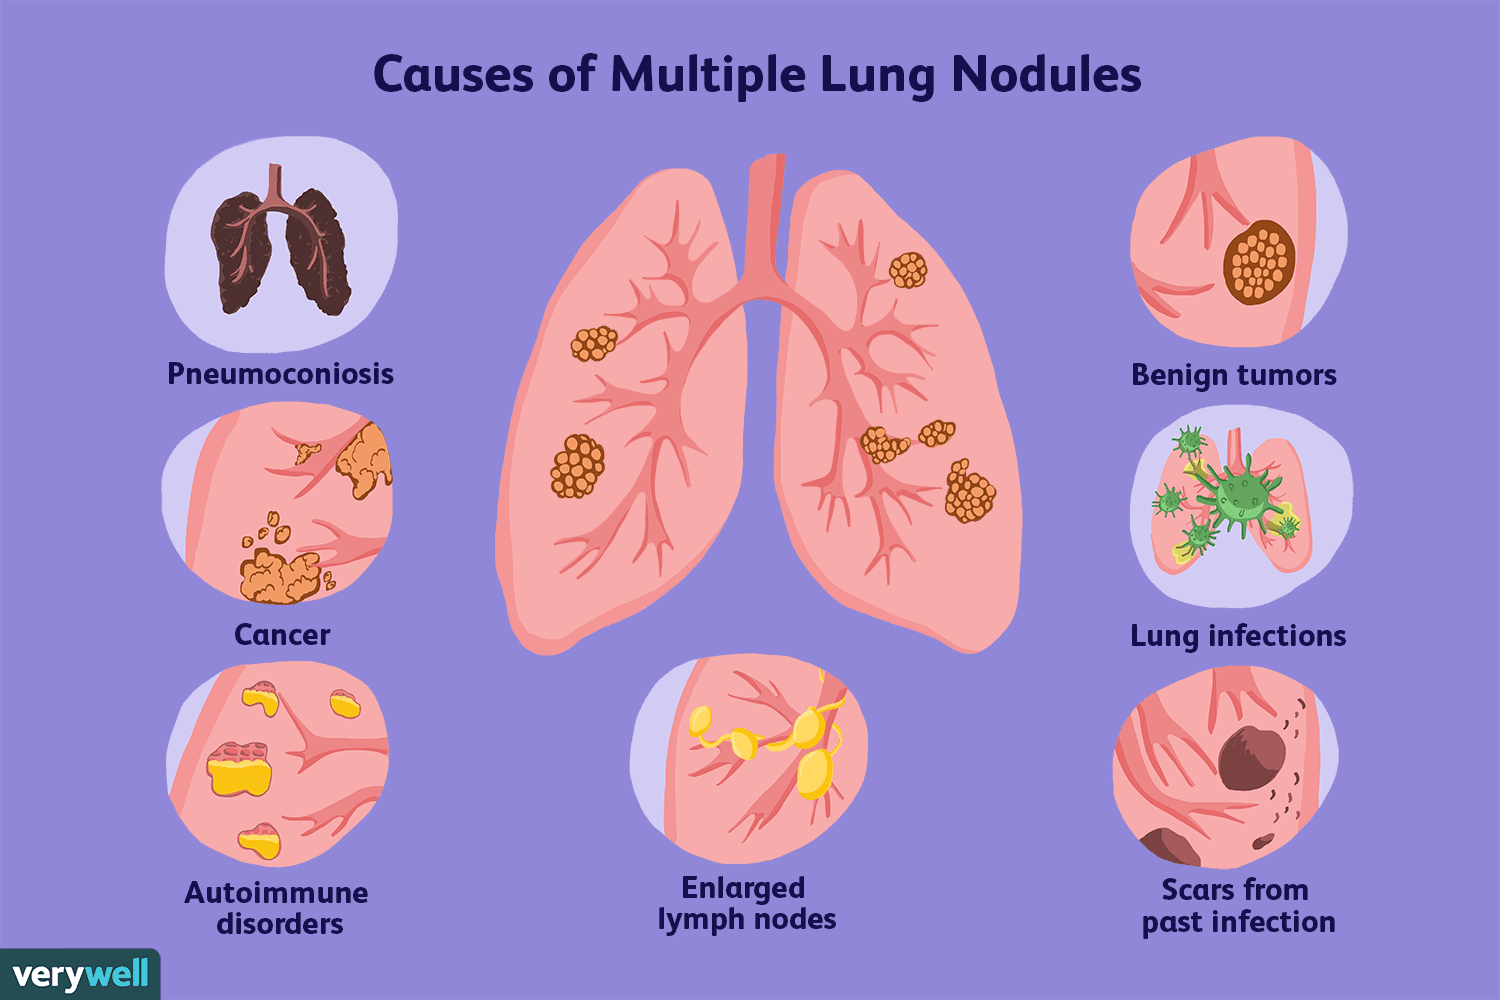 Causes of Multiple Lung Nodules
Pneumoconiosis
Benign tumors
Cancer
Lung infections
Autoimmune
disorders
Enlarged
lymph nodes
Scars from
past infection
verywell